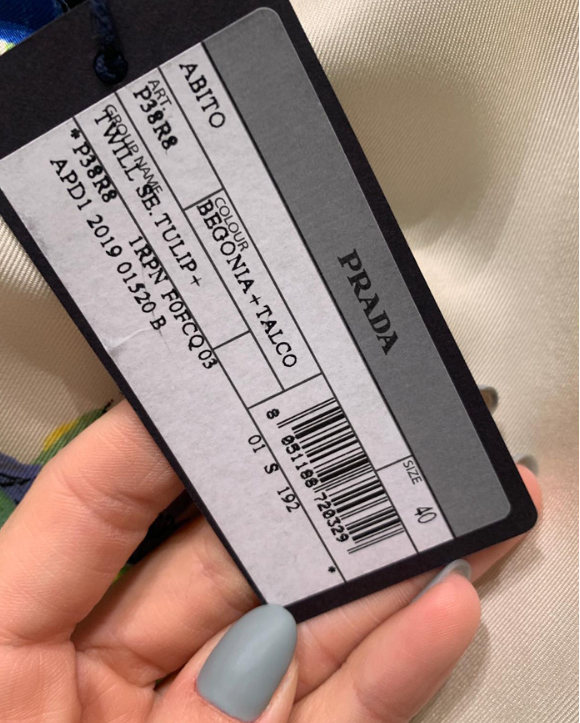 PRADA
SIZE
40
ABITO
ART.
P38R8
COLOUR
BEGONIA+TALCO
8 051188 720329
GROUP NAME
TWILL SE.TULIP+
01 S 192
*P38R8 1RPN F0FCQ03
APD1 2019 01520 B
*